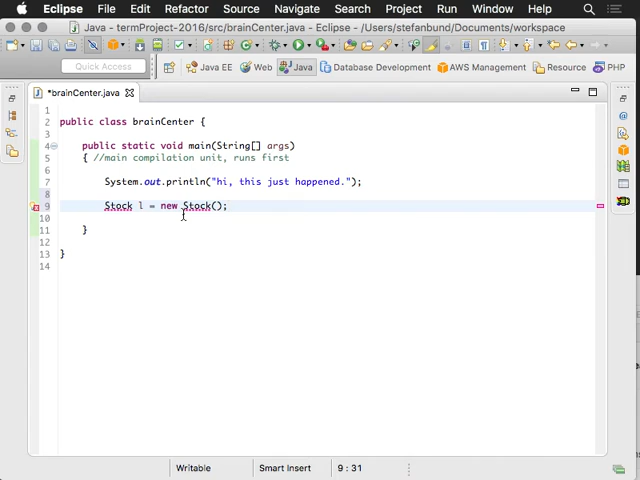 Eclipse File Edit Refactor Source Navigate Search Project Run Window Help
Java - termProject-2016/src/brainCenter.java - Eclipse - /Users/stefanbund/Documents/workspace
Quick Access Java EE Web Java Database Development AWS Management Resource PHP
*brainCenter.java
1
2 public class brainCenter {
3
4 public static void main(String[] args)
5 { //main compilation unit, runs first
6
7 System.out.println("hi, this just happened.");
8
9 Stock l = new Stock();
10
11 }
12
13 }
14
Writable Smart Insert 9 : 31